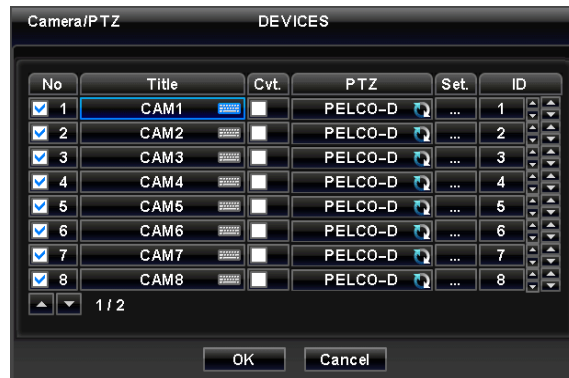 Camera/PTZ DEVICES
No Title Cvt. PTZ Set. ID
1 CAM1 PELCO-D ... 1
2 CAM2 PELCO-D ... 2
3 CAM3 PELCO-D ... 3
4 CAM4 PELCO-D ... 4
5 CAM5 PELCO-D ... 5
6 CAM6 PELCO-D ... 6
7 CAM7 PELCO-D ... 7
8 CAM8 PELCO-D ... 8
1/2
OK Cancel